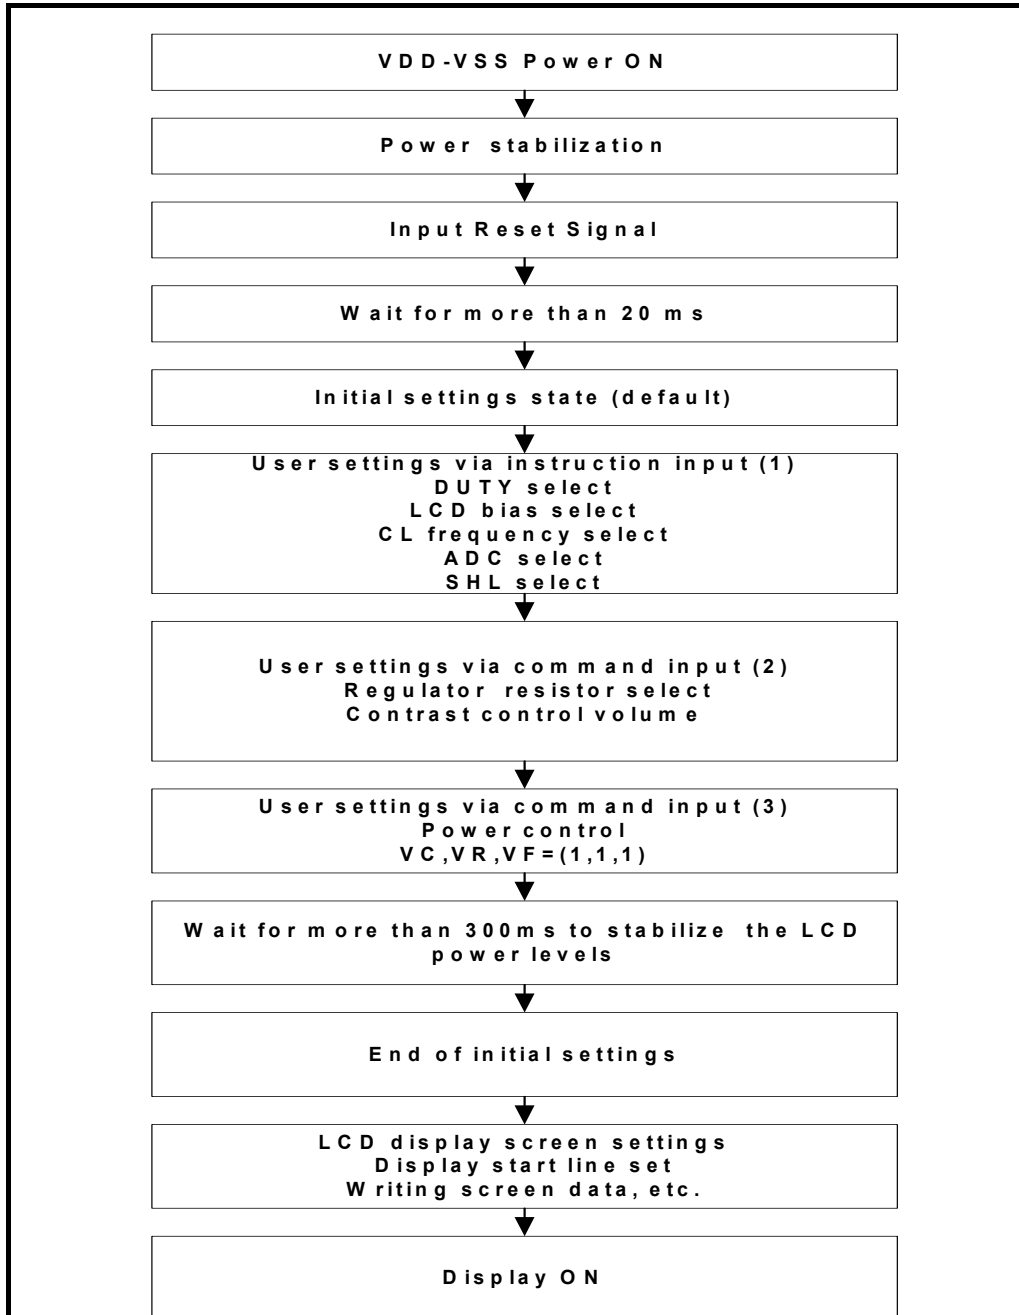 VDD-VSS Power ON
Power stabilization
Input Reset Signal
Wait for more than 20 ms
Initial settings state (default)
User settings via instruction input (1)
DUTY select
LCD bias select
CL frequency select
ADC select
SHL select
User settings via command input (2)
Regulator resistor select
Contrast control volume
User settings via command input (3)
Power control
VC,VR,VF=(1,1,1)
Wait for more than 300ms to stabilize the LCD
power levels
End of initial settings
LCD display screen settings
Display start line set
Writing screen data, etc.
Display ON